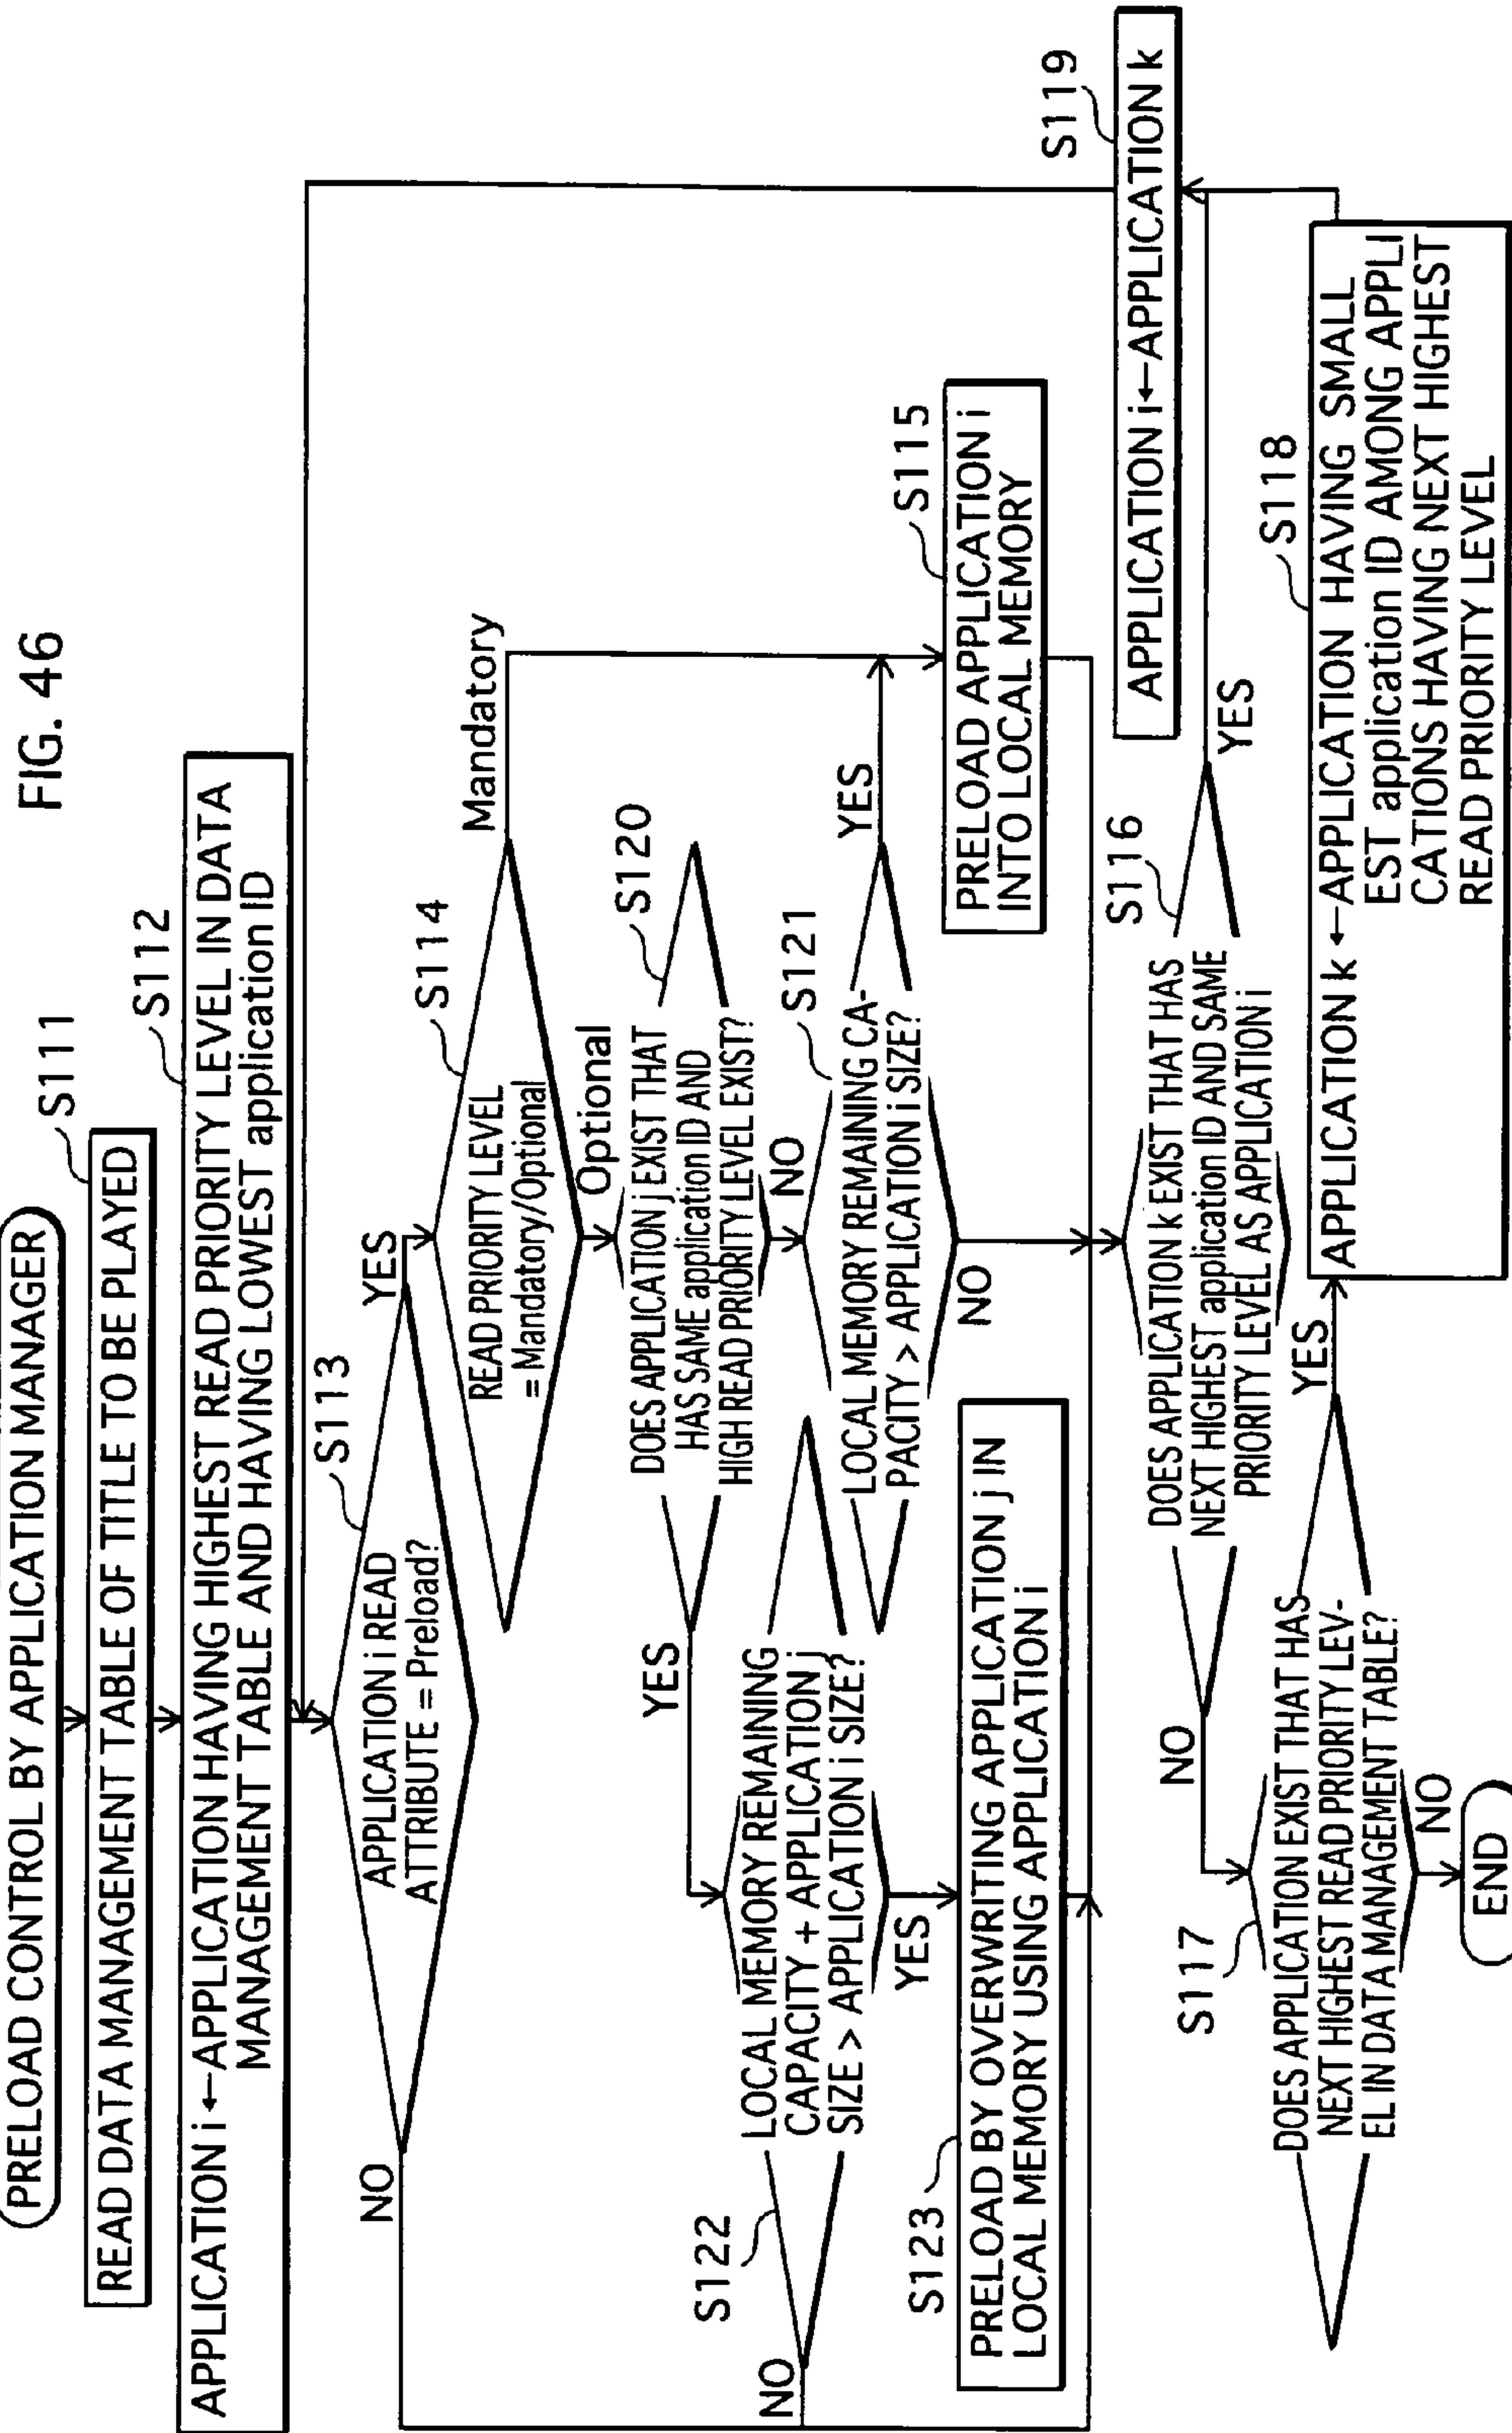 FIG. 46
PRELOAD CONTROL BY APPLICATION MANAGER
S111
READ DATA MANAGEMENT TABLE OF TITLE TO BE PLAYED
S112
APPLICATION i ← APPLICATION HAVING HIGHEST READ PRIORITY LEVEL IN DATA
MANAGEMENT TABLE AND HAVING LOWEST application ID
S113
APPLICATION i READ
ATTRIBUTE = Preload?
NO
YES
S114
READ PRIORITY LEVEL
= Mandatory/Optional
Mandatory
Optional
S120
DOES APPLICATION j EXIST THAT
HAS SAME application ID AND
HIGH READ PRIORITY LEVEL EXIST?
YES
NO
S122
LOCAL MEMORY REMAINING
CAPACITY + APPLICATION j
SIZE > APPLICATION i SIZE?
NO
YES
S121
LOCAL MEMORY REMAINING CA-
PACITY > APPLICATION i SIZE?
YES
NO
S123
PRELOAD BY OVERWRITING APPLICATION j IN
LOCAL MEMORY USING APPLICATION i
S115
PRELOAD APPLICATION i
INTO LOCAL MEMORY
S116
DOES APPLICATION k EXIST THAT HAS
NEXT HIGHEST application ID AND SAME
PRIORITY LEVEL AS APPLICATION i
NO
YES
S119
APPLICATION i ← APPLICATION k
S117
DOES APPLICATION EXIST THAT HAS
NEXT HIGHEST READ PRIORITY LEV-
EL IN DATA MANAGEMENT TABLE?
YES
NO
S118
APPLICATION k ← APPLICATION HAVING SMALL
EST application ID AMONG APPLI
CATIONS HAVING NEXT HIGHEST
READ PRIORITY LEVEL
END